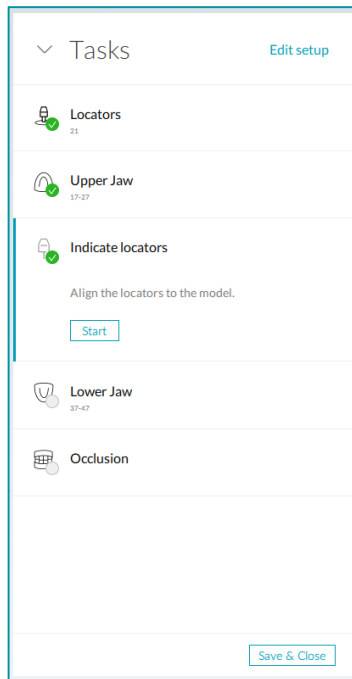 Tasks
Edit setup
Locators
21
Upper Jaw
17-27
Indicate locators
Align the locators to the model.
Start
Lower Jaw
37-47
Occlusion
Save & Close